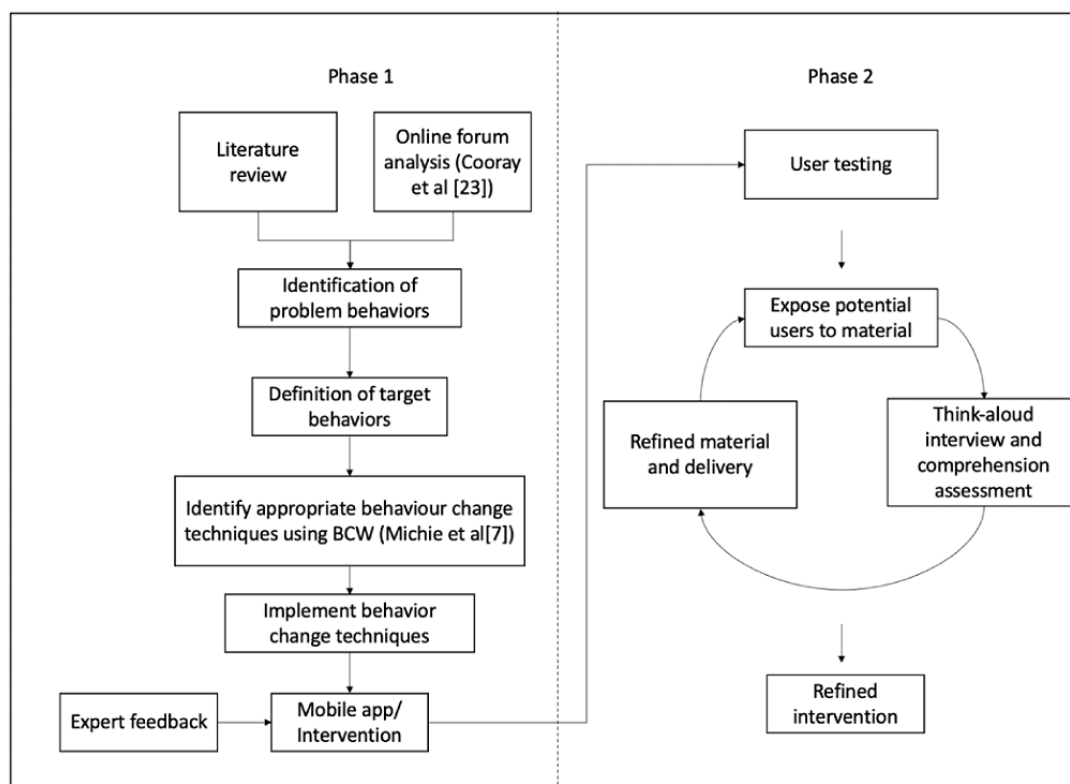 Phase 1
Literature
review
Online forum
analysis (Cooray
et al [23])
Identification of
problem behaviors
Definition of target
behaviors
Identify appropriate behaviour change
techniques using BCW (Michie et al[7])
Implement behavior
change techniques
Expert feedback
Mobile app/
Intervention
Phase 2
User testing
Expose potential
users to material
Think-aloud
interview and
comprehension
assessment
Refined material
and delivery
Refined
intervention